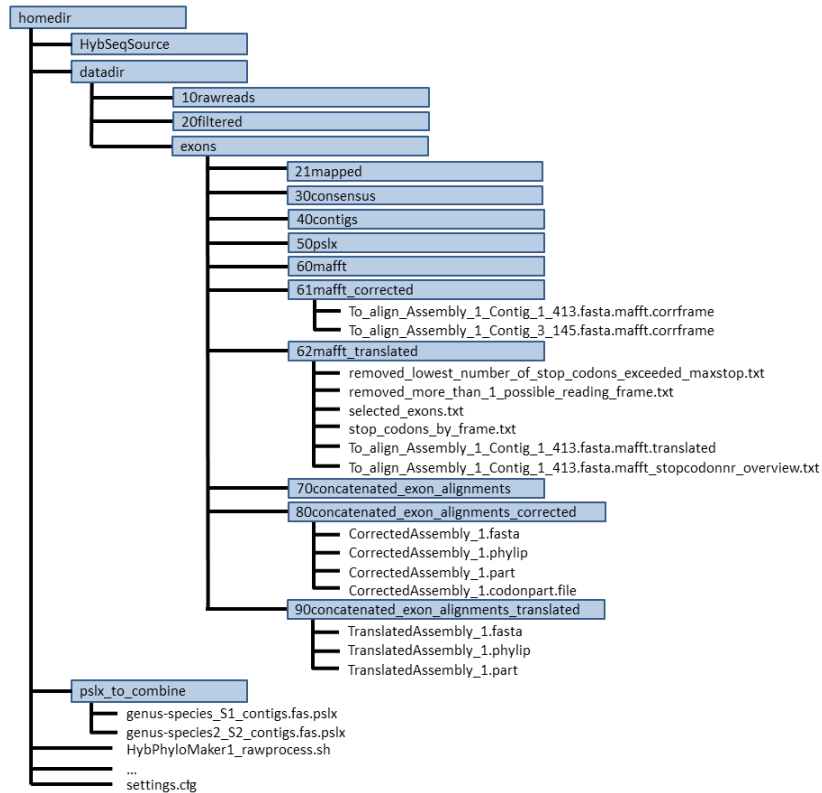 homedir
HybSeqSource
datadir
10rawreads
20filtered
exons
21mapped
30consensus
40contigs
50pslx
60mafft
61mafft_corrected
To_align_Assembly_1_Contig_1_413.fasta.mafft.corrframe
To_align_Assembly_1_Contig_3_145.fasta.mafft.corrframe
62mafft_translated
removed_lowest_number_of_stop_codons_exceeded_maxstop.txt
removed_more_than_1_possible_reading_frame.txt
selected_exons.txt
stop_codons_by_frame.txt
To_align_Assembly_1_Contig_1_413.fasta.mafft.translated
To_align_Assembly_1_Contig_1_413.fasta.mafft_stopcodonnr_overview.txt
70concatenated_exon_alignments
80concatenated_exon_alignments_corrected
CorrectedAssembly_1.fasta
CorrectedAssembly_1.phylip
CorrectedAssembly_1.part
CorrectedAssembly_1.codonpart.file
90concatenated_exon_alignments_translated
TranslatedAssembly_1.fasta
TranslatedAssembly_1.phylip
TranslatedAssembly_1.part
pslx_to_combine
genus-species_S1_contigs.fas.pslx
genus-species2_S2_contigs.fas.pslx
HybPhyloMaker1_rawprocess.sh
...
settings.cfg